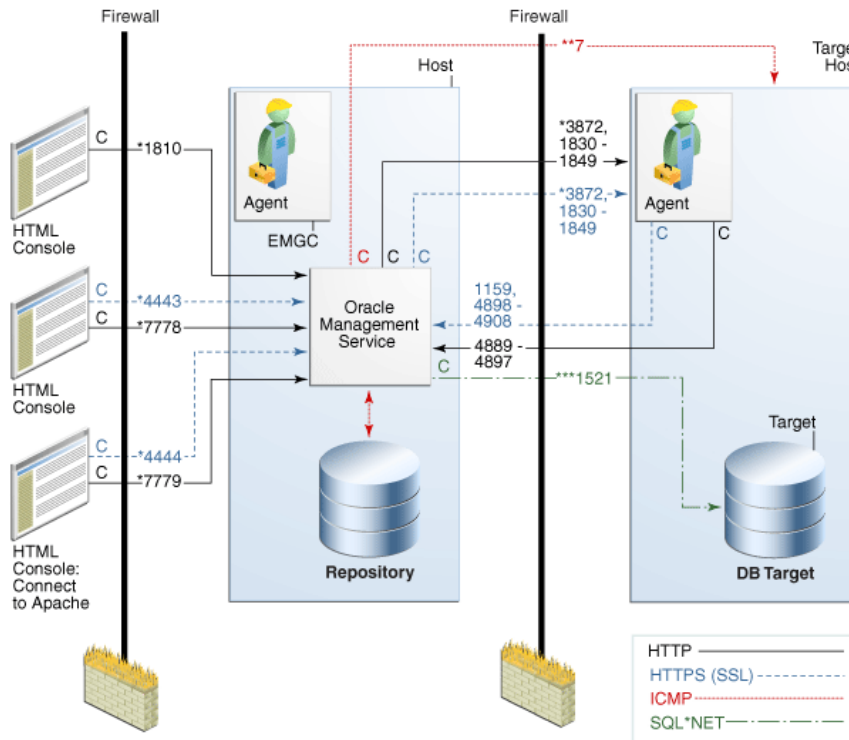 Firewall
Firewall
**7
Target
Host
Host
*3872,
1830 -
1849
C
*1810
Agent
Agent
*3872,
1830 -
1849
HTML
Console
EMGC
C
C
C
C
C
C
*4443
Oracle
Management
Service
1159,
4898 -
4908
C
*7778
4889 -
4897
C
***1521
HTML
Console
Target
C
*4444
C
*7779
HTML
Console:
Connect
to Apache
Repository
DB Target
HTTP
HTTPS (SSL)
ICMP
SQL*NET